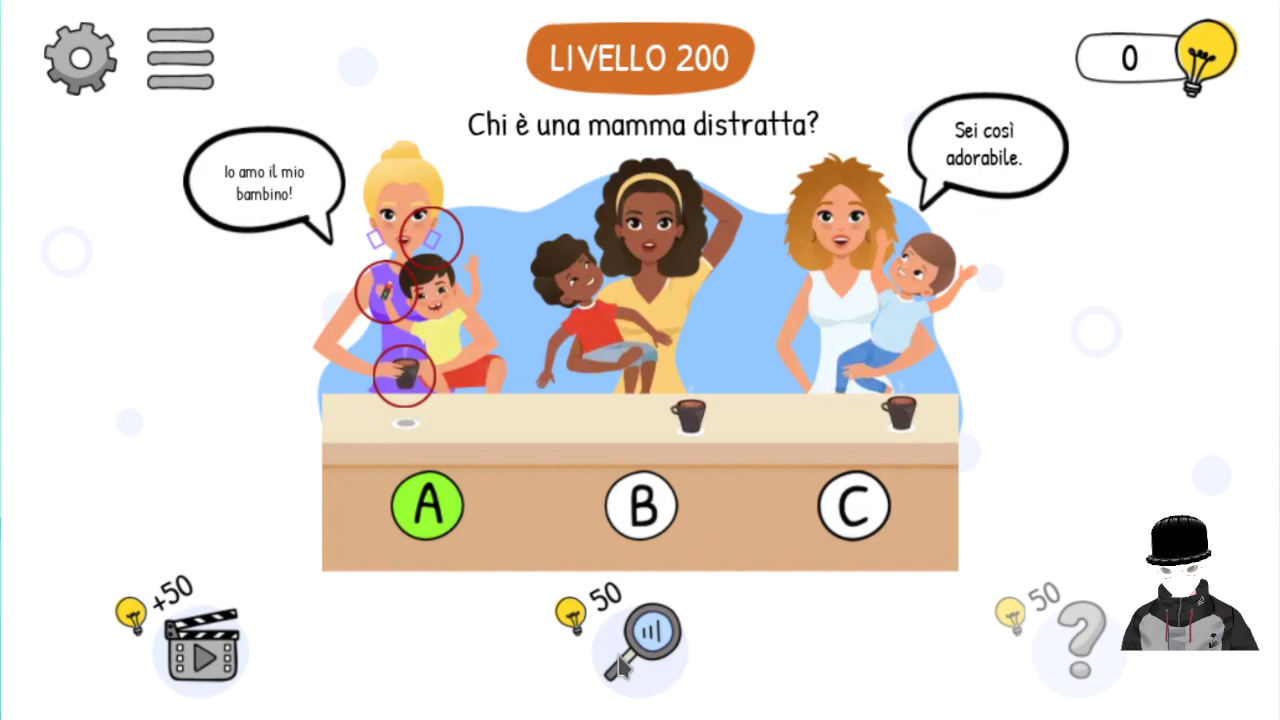 LIVELLO 200
0
Chi è una mamma distratta?
Io amo il mio
bambino!
Sei così
adorabile.
A
B
C
+50
50
50
?